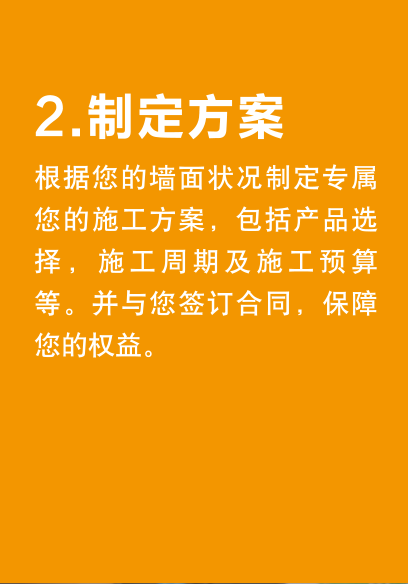 2.制定方案
根据您的墙面状况制定专属
您的施工方案，包括产品选
择，施工周期及施工预算
等。并与您签订合同，保障
您的权益。